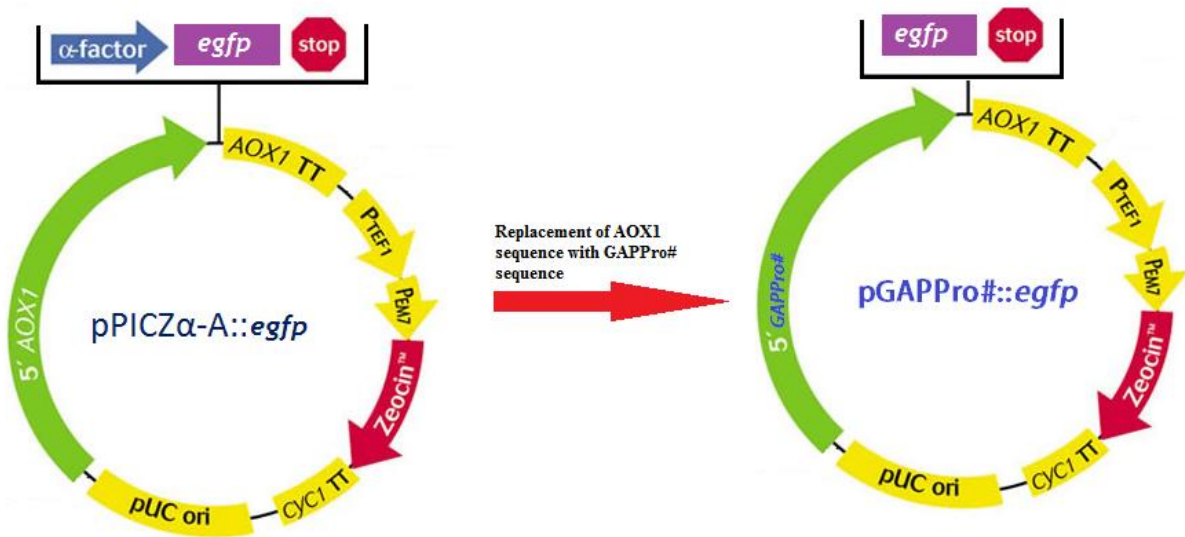 α-factor egfp stop
AOX1 TT
PTEF1
PEM7
Zeocin™
CYC1 TT
pUC ori
5´ AOX1
pPICZα-A::egfp
Replacement of AOX1
sequence with GAPPro#
sequence
egfp stop
AOX1 TT
PTEF1
PEM7
Zeocin™
CYC1 TT
pUC ori
5´ GAPPro#
pGAPPro#::egfp